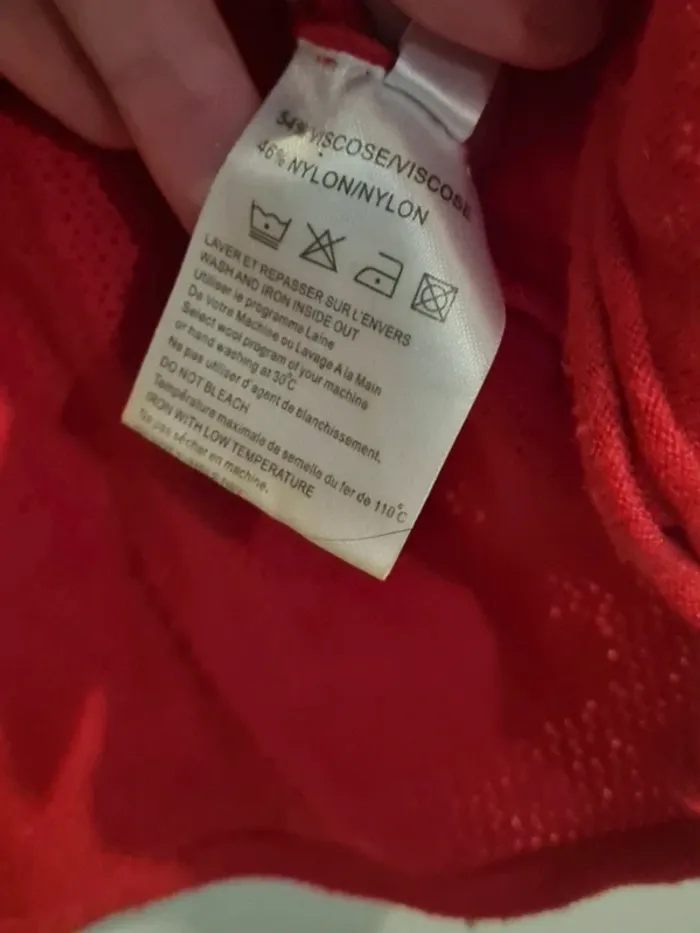 54% VISCOSE/VISCOSE
46% NYLON/NYLON
LAVER ET REPASSER SUR L'ENVERS
WASH AND IRON INSIDE OUT
Utiliser le programme Laine
De Votre Machine ou Lavage A la Main
Select wool program of your machine
or hand washing at 30°C
Ne pas utiliser d'agent de blanchissement.
DO NOT BLEACH
Température maximale de semelle du fer de 110°C
IRON WITH LOW TEMPERATURE
Ne pas sécher en machine.